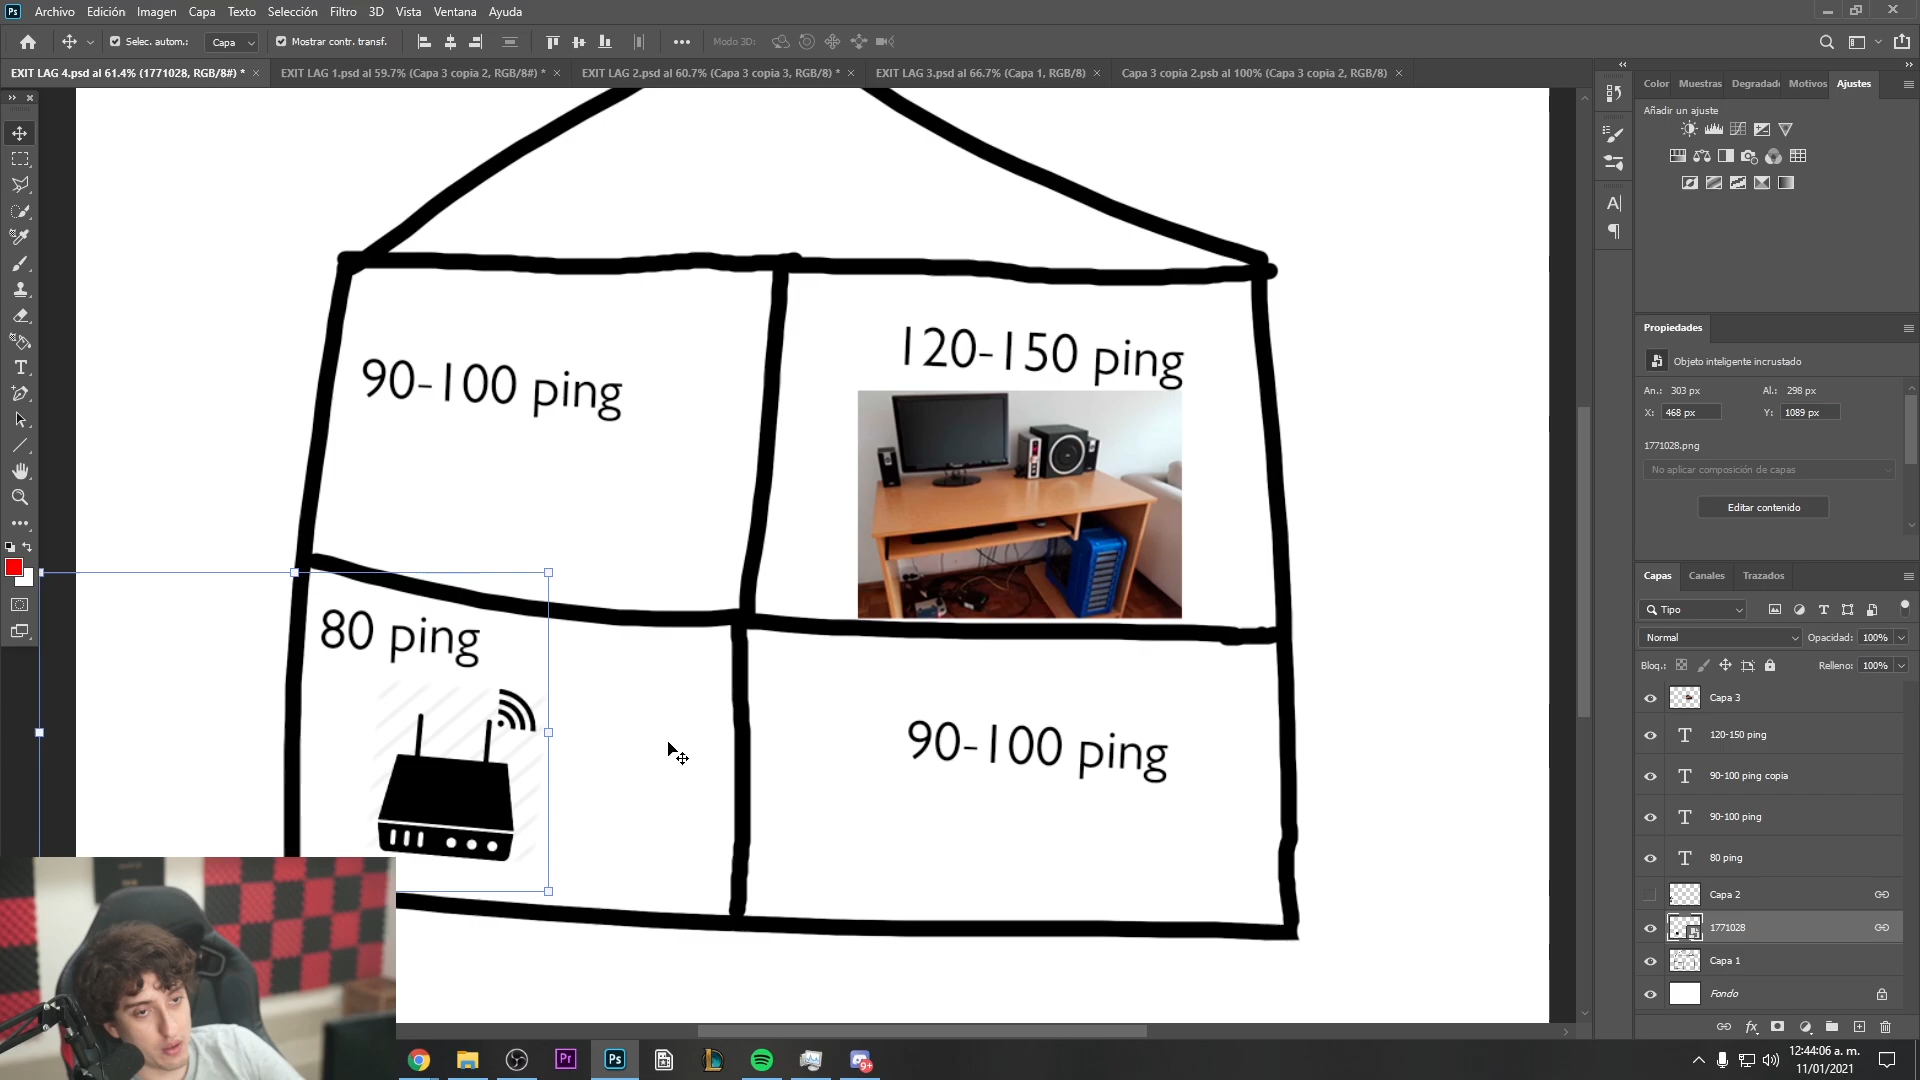 Ps Archivo Edición Imagen Capa Texto Selección Filtro 3D Vista Ventana Ayuda
Selec. autom.: Capa Mostrar contr. transf. Modo 3D:
EXIT LAG 4.psd al 61.4% (1771028, RGB/8#) * EXIT LAG 1.psd al 59.7% (Capa 3 copia 2, RGB/8#) * EXIT LAG 2.psd al 60.7% (Capa 3 copia 3, RGB/8) * EXIT LAG 3.psd al 66.7% (Capa 1, RGB/8) Capa 3 copia 2.psb al 100% (Capa 3 copia 2, RGB/8)
90-100 ping
120-150 ping
80 ping
90-100 ping
Color Muestras Degradad Motivos Ajustes
Añadir un ajuste
Propiedades
Objeto inteligente incrustado
An.: 303 px Al.: 298 px
X: 468 px Y: 1089 px
1771028.png
No aplicar composición de capas
Editar contenido
Capas Canales Trazados
Tipo
Normal Opacidad: 100%
Bloq.: Relleno: 100%
Capa 3
120-150 ping
90-100 ping copia
90-100 ping
80 ping
Capa 2
1771028
Capa 1
Fondo
Pr Ps 9+
12:44:06 a. m.
11/01/2021